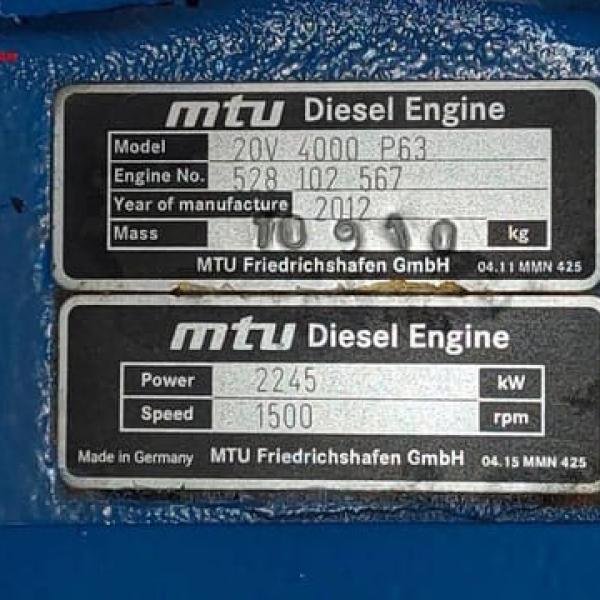 mtu Diesel Engine
Model 20V 4000 P63
Engine No. 528 102 567
Year of manufacture 2012
Mass 10910 kg
MTU Friedrichshafen GmbH 04.11 MMN 425
mtu Diesel Engine
Power 2245 kW
Speed 1500 rpm
Made in Germany MTU Friedrichshafen GmbH 04.15 MMN 425